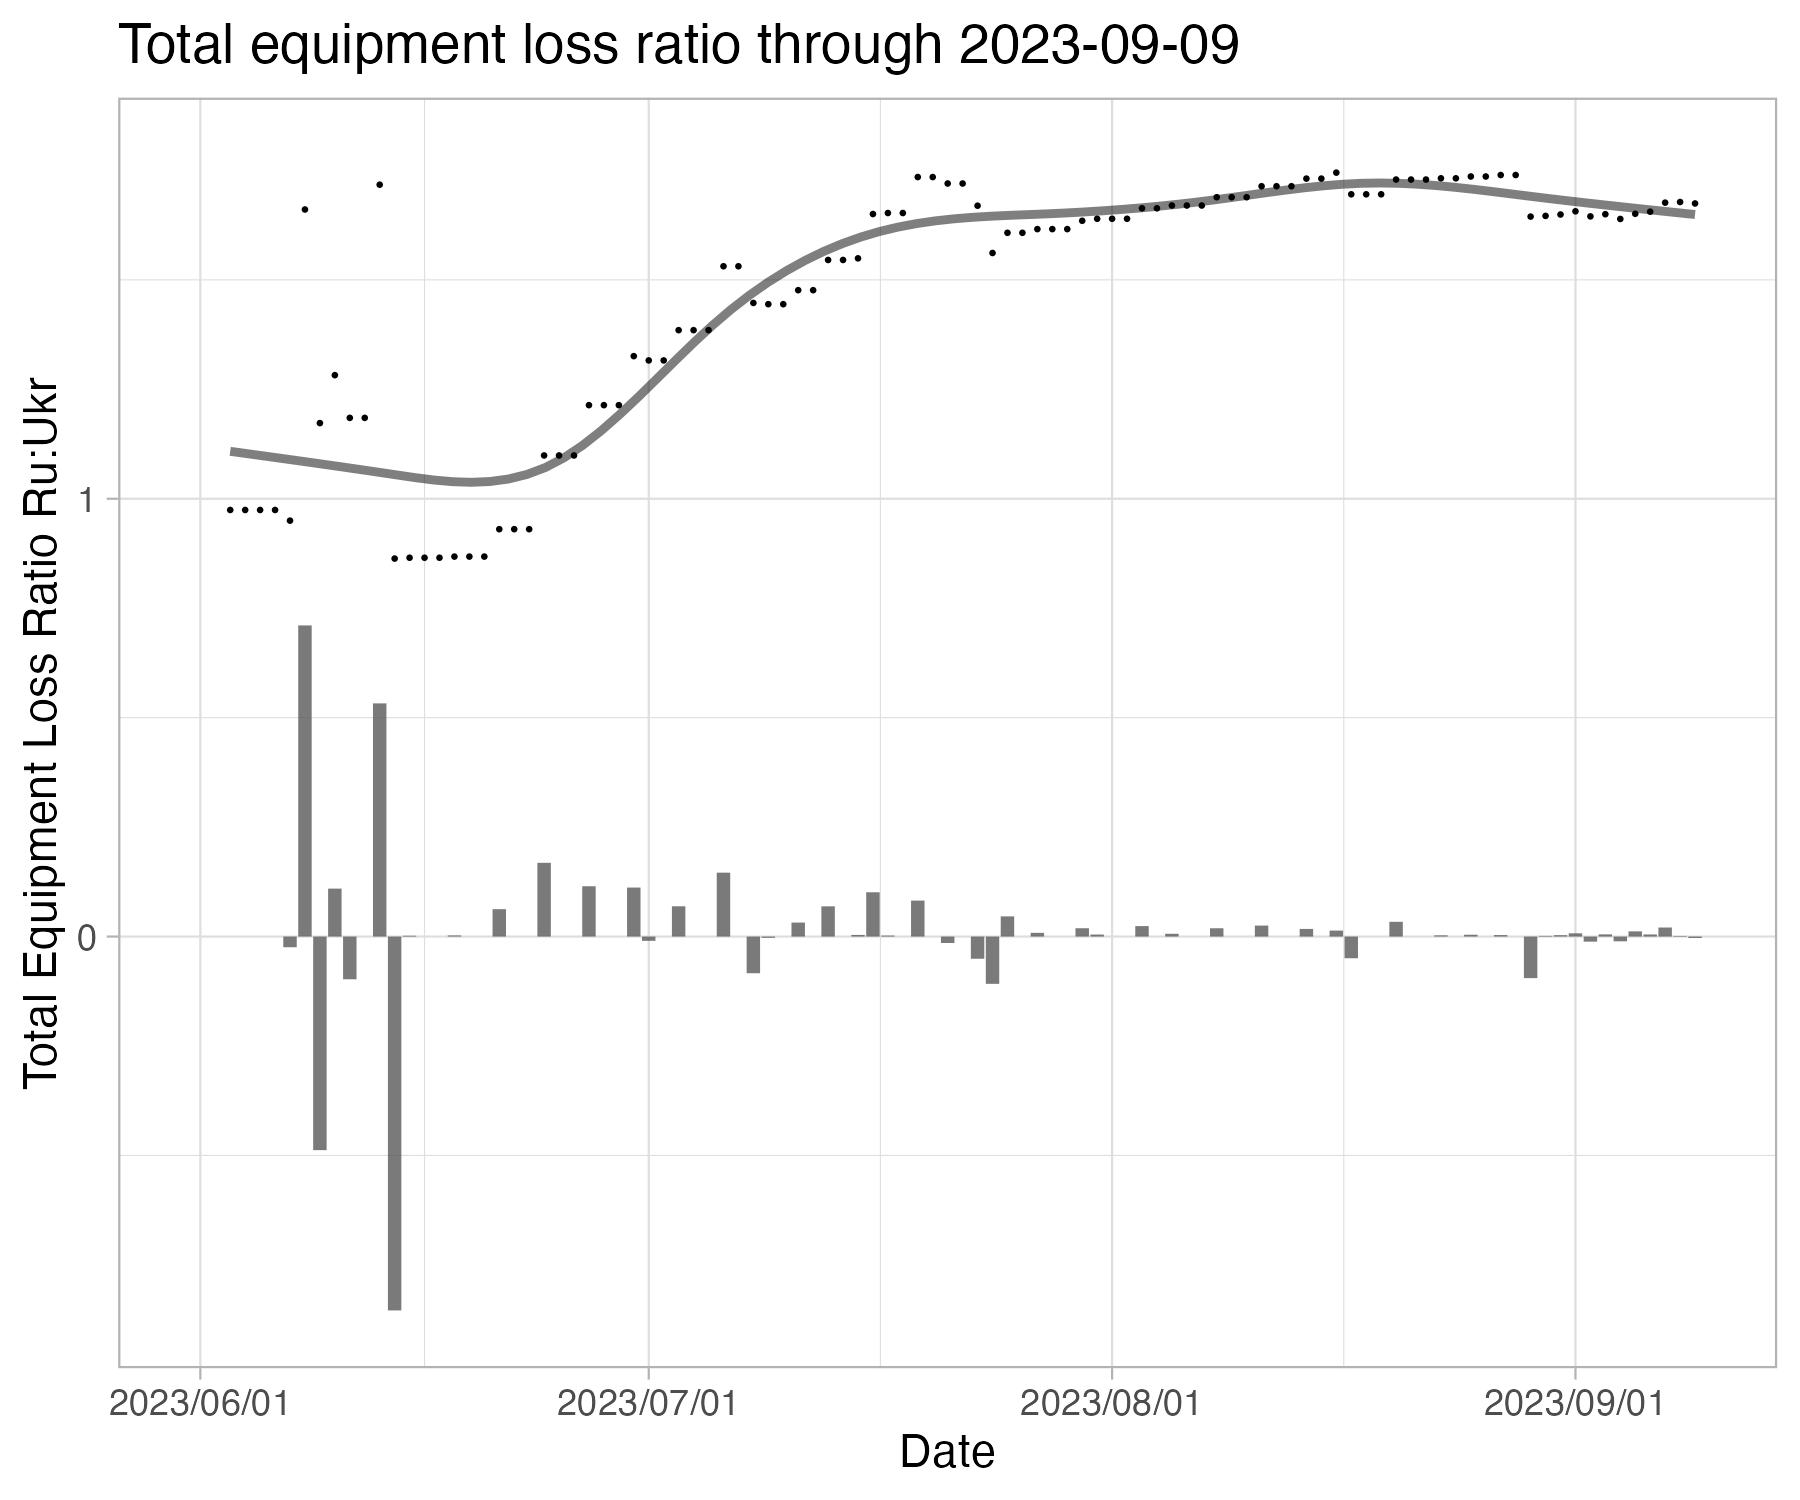 Total equipment loss ratio through 2023-09-09
Total Equipment Loss Ratio Ru:Ukr
1
0
2023/06/01
2023/07/01
2023/08/01
2023/09/01
Date